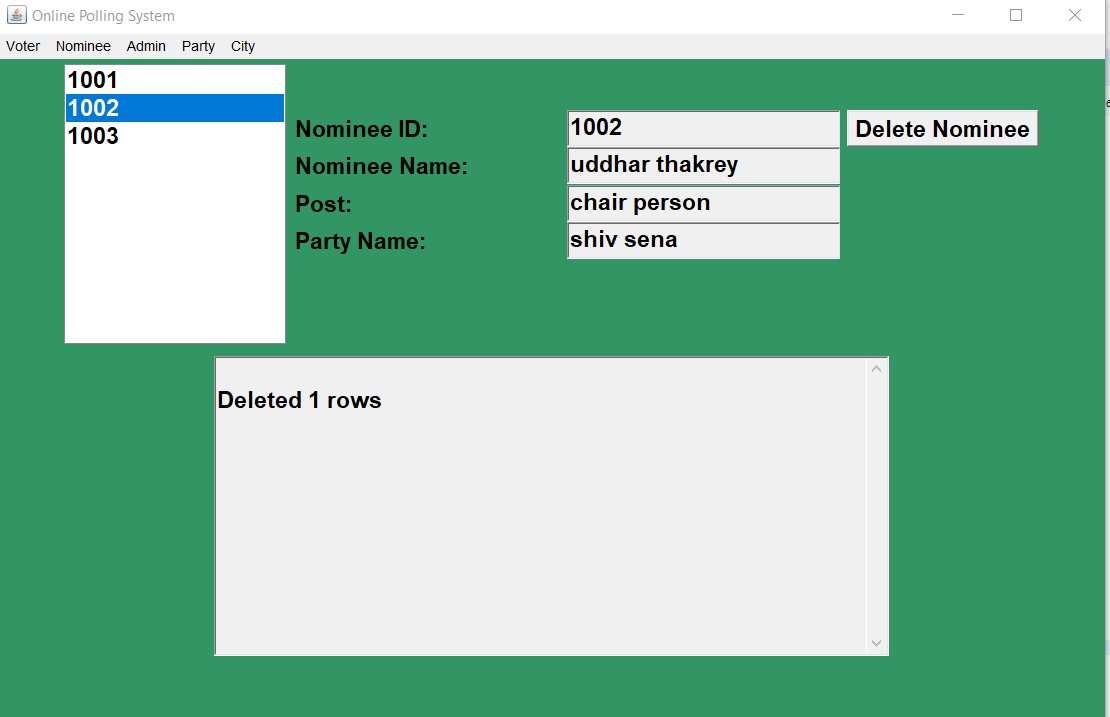 Online Polling System
Voter Nominee Admin Party City
1001
1002
1003
Nominee ID: 1002 Delete Nominee
Nominee Name: uddhar thakrey
Post: chair person
Party Name: shiv sena
Deleted 1 rows